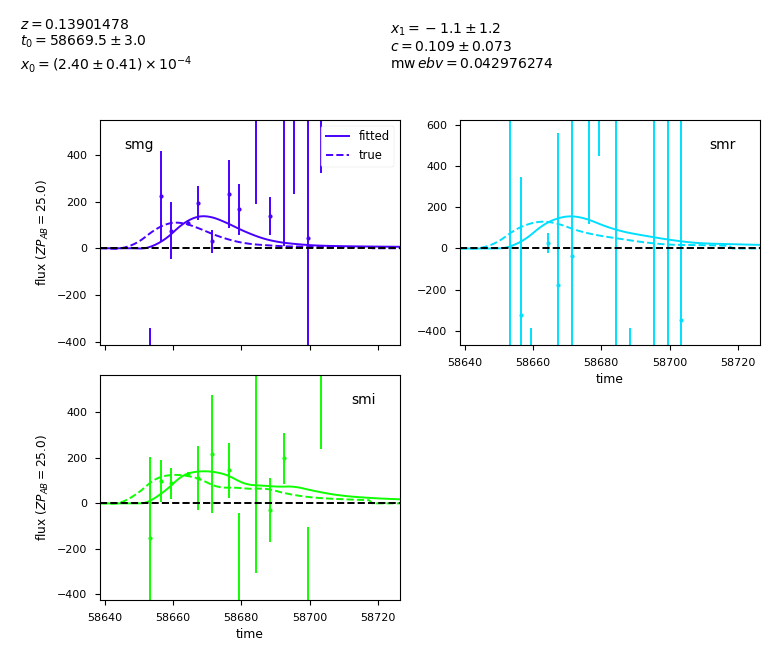 z = 0.13901478
t₀ = 58669.5 ± 3.0
x₀ = (2.40 ± 0.41) × 10⁻⁴
x₁ = −1.1 ± 1.2
c = 0.109 ± 0.073
mw ebv = 0.042976274
smg
fitted
true
400
200
0
−200
−400
flux (ZP_AB = 25.0)
smr
600
400
200
0
−200
−400
58640 58660 58680 58700 58720
time
smi
400
200
0
−200
−400
flux (ZP_AB = 25.0)
58640 58660 58680 58700 58720
time